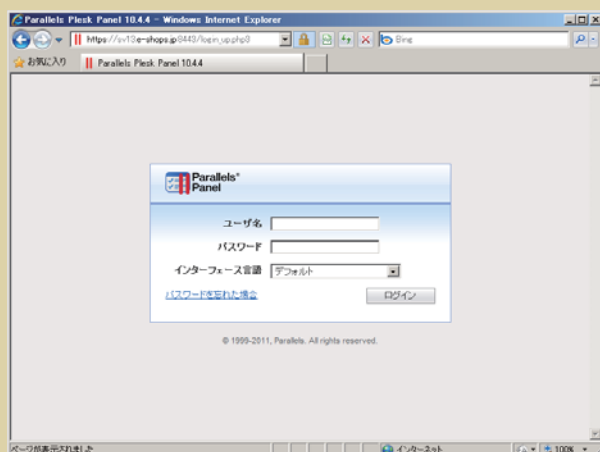 Parallels Plesk Panel 10.4.4 - Windows Internet Explorer
https://sv13.e-shops.jp:8443/login_up.php3
Bing
お気に入り
Parallels Plesk Panel 10.4.4
Parallels®
Panel
ユーザ名
パスワード
インターフェース言語 デフォルト
パスワードを忘れた場合 ログイン
© 1999-2011, Parallels. All rights reserved.
ページが表示されました
インターネット
100%